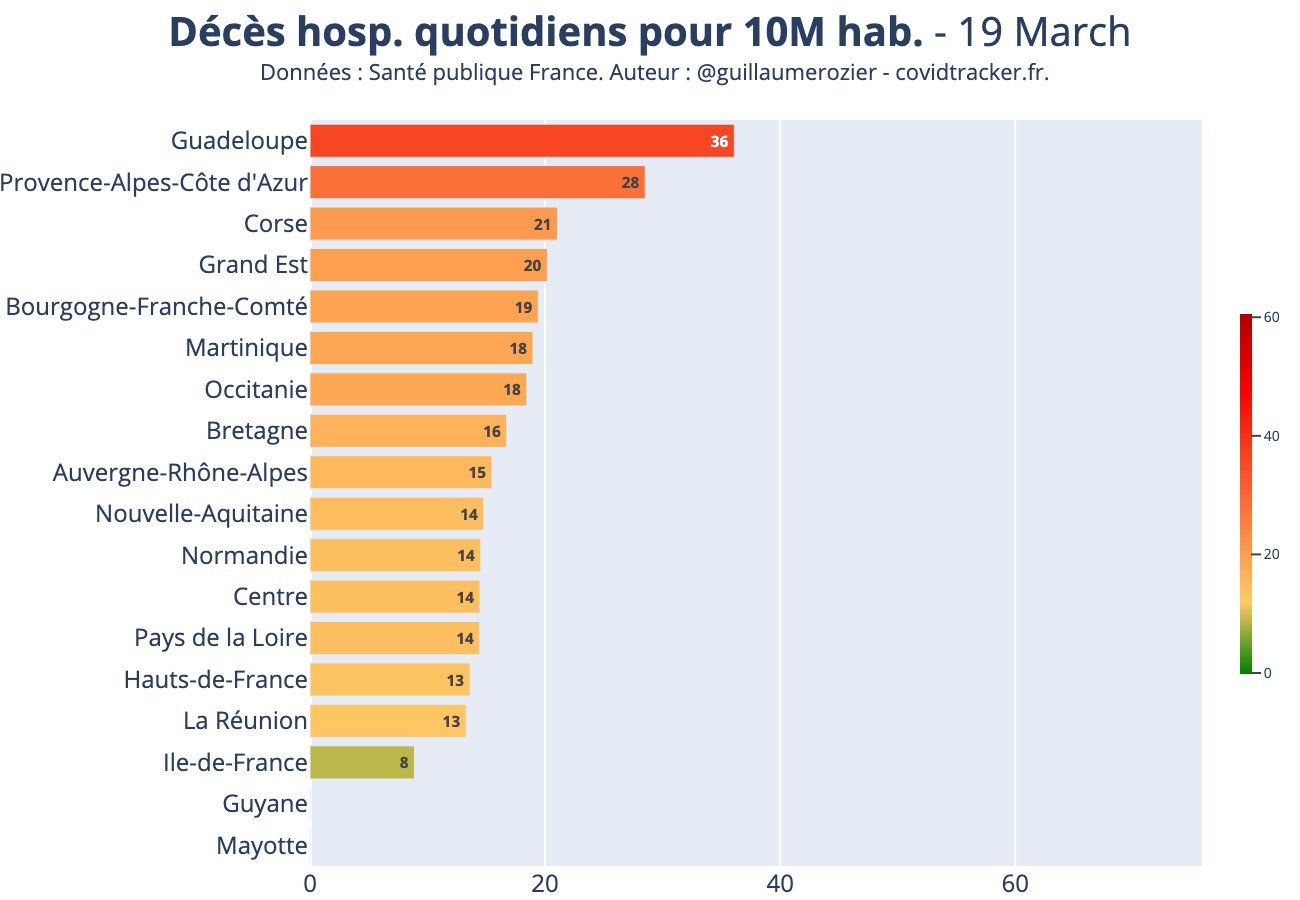 Décès hosp. quotidiens pour 10M hab. - 19 March
Données : Santé publique France. Auteur : @guillaumerozier - covidtracker.fr.
Guadeloupe 36
Provence-Alpes-Côte d'Azur 28
Corse 21
Grand Est 20
Bourgogne-Franche-Comté 19
Martinique 18
Occitanie 18
Bretagne 16
Auvergne-Rhône-Alpes 15
Nouvelle-Aquitaine 14
Normandie 14
Centre 14
Pays de la Loire 14
Hauts-de-France 13
La Réunion 13
Ile-de-France 8
Guyane
Mayotte
0 20 40 60
60
40
20
0